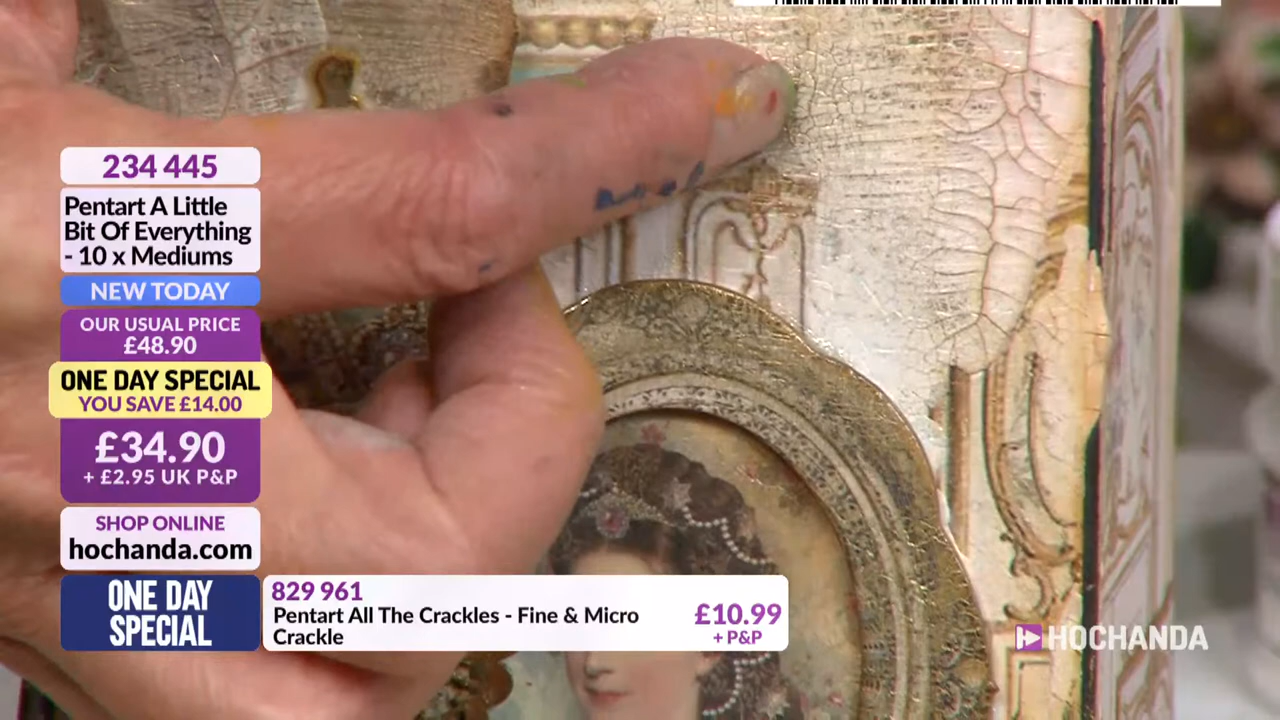 234 445
Pentart A Little
Bit Of Everything
- 10 x Mediums
NEW TODAY
OUR USUAL PRICE
£48.90
ONE DAY SPECIAL
YOU SAVE £14.00
£34.90
+ £2.95 UK P&P
SHOP ONLINE
hochanda.com
ONE DAY
SPECIAL
829 961
Pentart All The Crackles - Fine & Micro
Crackle
£10.99
+ P&P
HOCHANDA